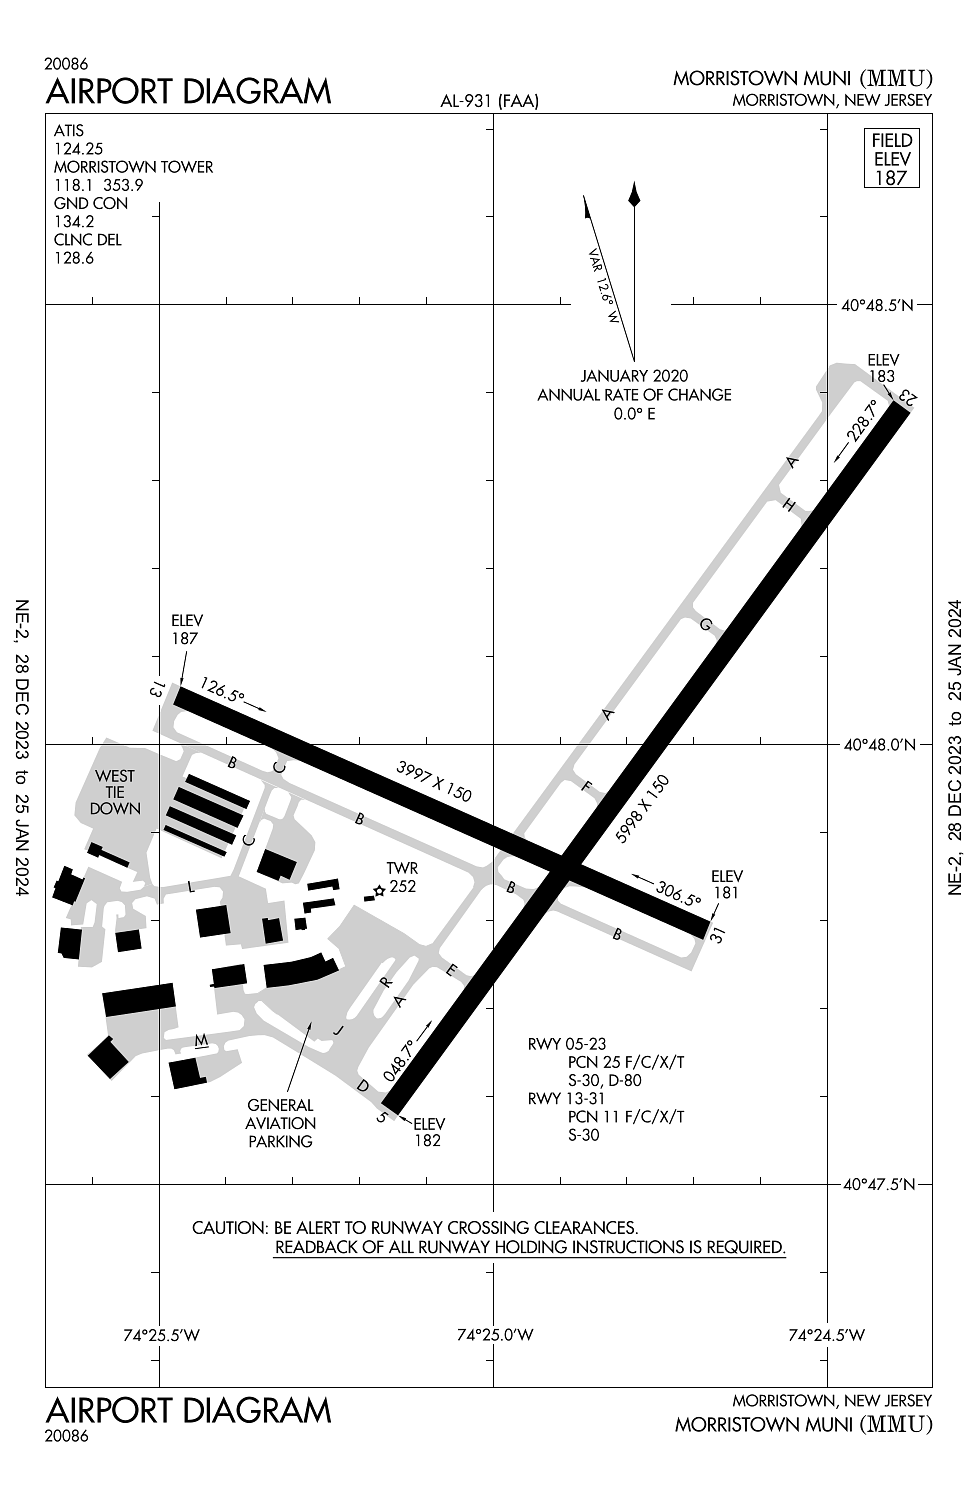 20086
AIRPORT DIAGRAM
AL-931 (FAA)
MORRISTOWN MUNI (MMU)
MORRISTOWN, NEW JERSEY
ATIS
124.25
MORRISTOWN TOWER
118.1 353.9
GND CON
134.2
CLNC DEL
128.6
FIELD
ELEV
187
VAR 12.6° W
JANUARY 2020
ANNUAL RATE OF CHANGE
0.0° E
40°48.5'N
ELEV
183
23
228.7°
A
H
G
ELEV
187
13
126.5°
A
40°48.0'N
B
C
3997 X 150
F
5998 X 150
WEST
TIE
DOWN
B
C
TWR
252
L
B
306.5°
ELEV
181
31
B
E
R
A
J
M
048.7°
D
5
GENERAL
AVIATION
PARKING
ELEV
182
RWY 05-23
PCN 25 F/C/X/T
S-30, D-80
RWY 13-31
PCN 11 F/C/X/T
S-30
40°47.5'N
CAUTION: BE ALERT TO RUNWAY CROSSING CLEARANCES.
READBACK OF ALL RUNWAY HOLDING INSTRUCTIONS IS REQUIRED.
74°25.5'W
74°25.0'W
74°24.5'W
NE-2, 28 DEC 2023 to 25 JAN 2024
NE-2, 28 DEC 2023 to 25 JAN 2024
AIRPORT DIAGRAM
20086
MORRISTOWN, NEW JERSEY
MORRISTOWN MUNI (MMU)